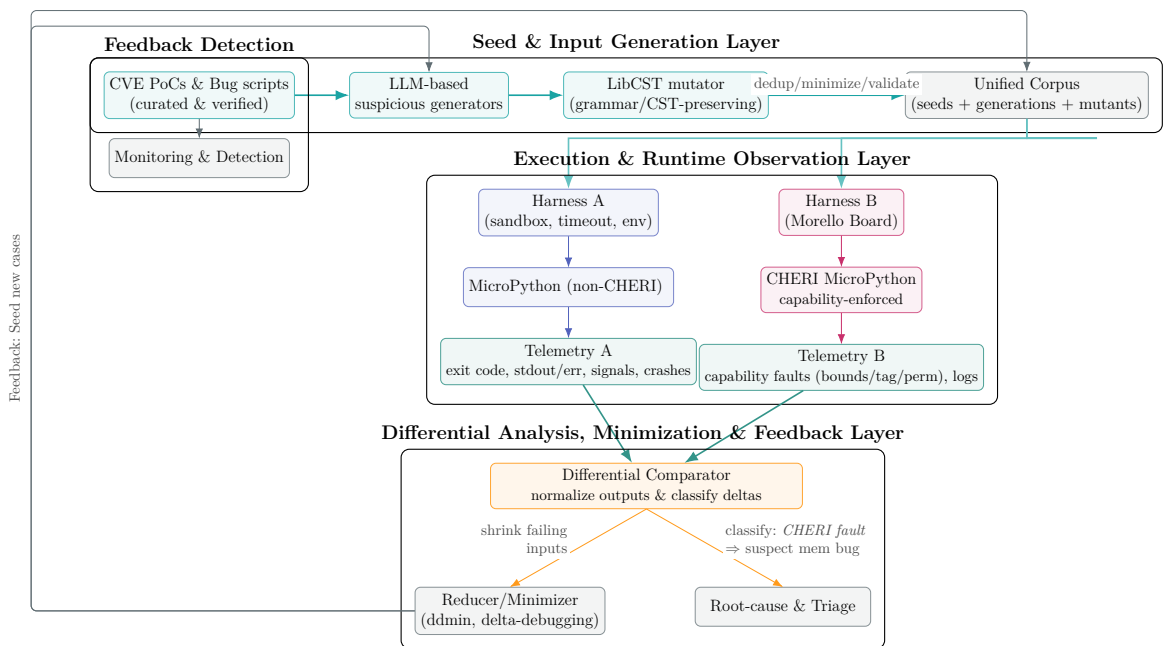 Feedback Detection
Seed & Input Generation Layer
CVE PoCs & Bug scripts
(curated & verified)
LLM-based
suspicious generators
LibCST mutator
(grammar/CST-preserving)
dedup/minimize/validate
Unified Corpus
(seeds + generations + mutants)
Monitoring & Detection
Execution & Runtime Observation Layer
Harness A
(sandbox, timeout, env)
Harness B
(Morello Board)
MicroPython (non-CHERI)
CHERI MicroPython
capability-enforced
Telemetry A
exit code, stdout/err, signals, crashes
Telemetry B
capability faults (bounds/tag/perm), logs
Feedback: Seed new cases
Differential Analysis, Minimization & Feedback Layer
Differential Comparator
normalize outputs & classify deltas
shrink failing
inputs
classify: CHERI fault
⇒ suspect mem bug
Reducer/Minimizer
(ddmin, delta-debugging)
Root-cause & Triage